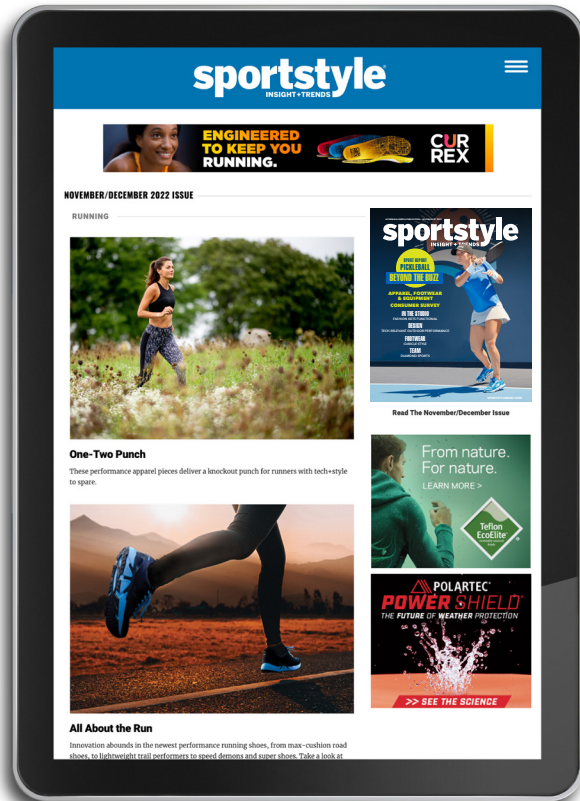 sportstyle
INSIGHT+TRENDS
ENGINEERED
TO KEEP YOU
RUNNING.
CUR
REX
NOVEMBER/DECEMBER 2022 ISSUE
RUNNING
One-Two Punch
These performance apparel pieces deliver a knockout punch for runners with tech+style
to spare.
All About the Run
Innovation abounds in the newest performance running shoes, from max-cushion road
shoes, to lightweight trail performers to speed demons and super shoes. Take a look at
sportstyle
INSIGHT+TRENDS
PICKLEBALL
BEYOND THE BUZZ
APPAREL, FOOTWEAR
& EQUIPMENT
CONSUMER SURVEY
IN THE STUDIO
FASHION GETS FUNCTIONAL
DESIGN
FOOTWEAR
TEAM
DIAMOND SPORTS
Read The November/December Issue
From nature.
For nature.
LEARN MORE >
Teflon
EcoElite
POLARTEC
POWER SHIELD
THE FUTURE OF WEATHER PROTECTION
>> SEE THE SCIENCE